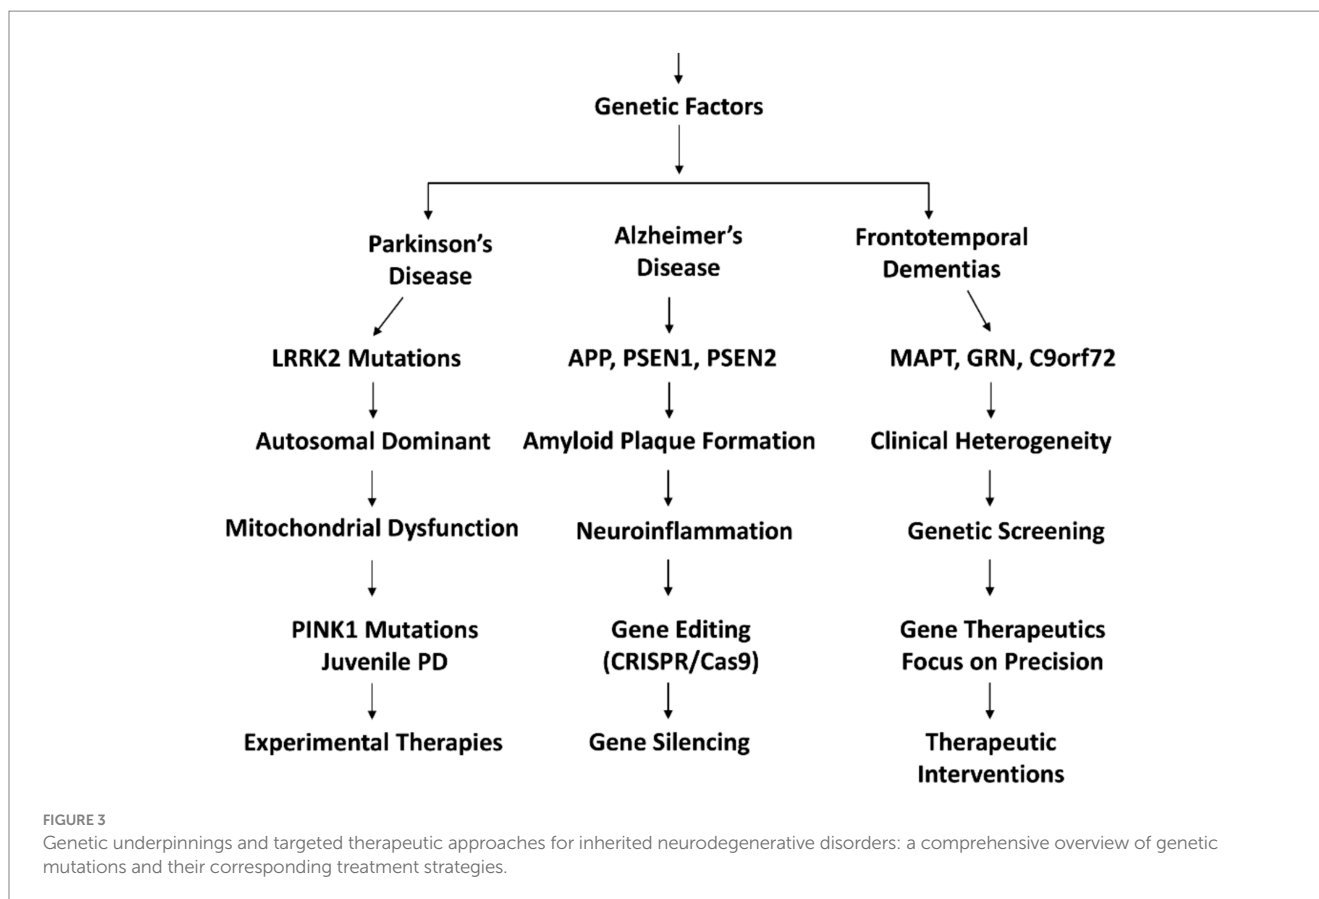 Genetic Factors
Parkinson's
Disease
Alzheimer's
Disease
Frontotemporal
Dementias
LRRK2 Mutations
APP, PSEN1, PSEN2
MAPT, GRN, C9orf72
Autosomal Dominant
Amyloid Plaque Formation
Clinical Heterogeneity
Mitochondrial Dysfunction
Neuroinflammation
Genetic Screening
PINK1 Mutations
Juvenile PD
Gene Editing
(CRISPR/Cas9)
Gene Therapeutics
Focus on Precision
Experimental Therapies
Gene Silencing
Therapeutic
Interventions
FIGURE 3
Genetic underpinnings and targeted therapeutic approaches for inherited neurodegenerative disorders: a comprehensive overview of genetic
mutations and their corresponding treatment strategies.